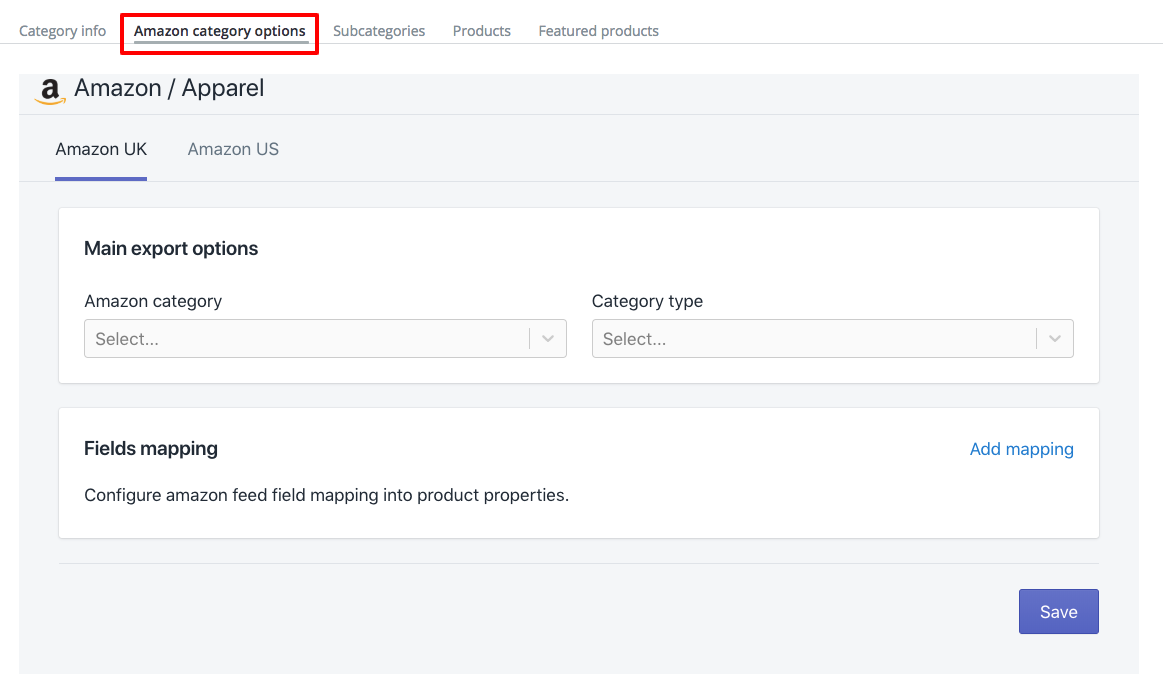 Category info Amazon category options Subcategories Products Featured products
a Amazon / Apparel
Amazon UK Amazon US
Main export options
Amazon category Category type
Select... Select...
Fields mapping Add mapping
Configure amazon feed field mapping into product properties.
Save